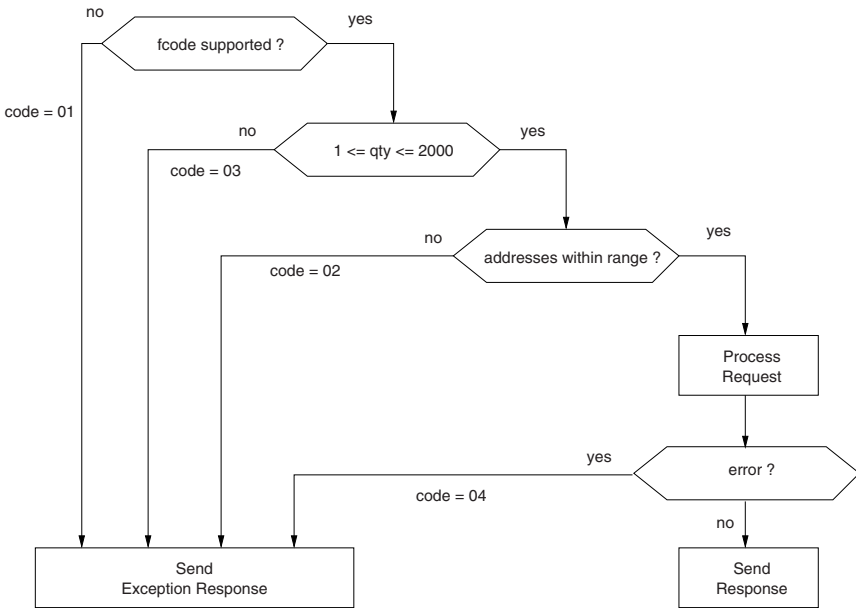 no
yes
fcode supported ?
code = 01
no
yes
1 <= qty <= 2000
code = 03
no
yes
addresses within range ?
code = 02
Process
Request
yes
error ?
code = 04
no
Send
Exception Response
Send
Response